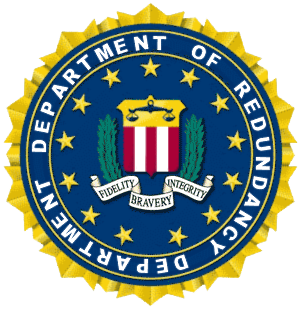 DEPARTMENT OF REDUNDANCY DEPARTMENT
FIDELITY
BRAVERY
INTEGRITY